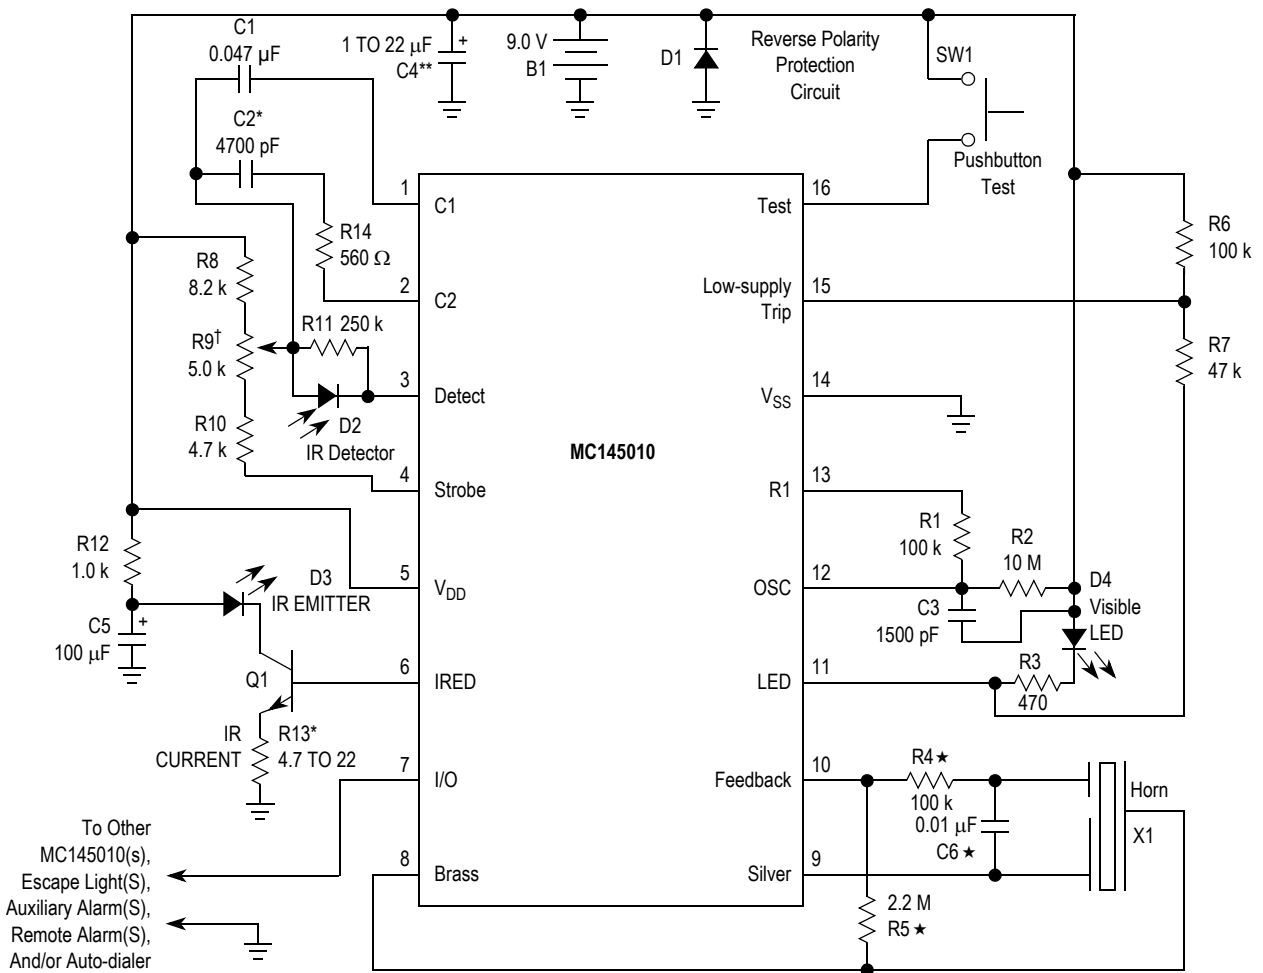 C1
0.047 µF
C2*
4700 pF
1 TO 22 µF
+
C4**
9.0 V
B1
D1
Reverse Polarity
Protection
Circuit
SW1
Pushbutton
Test
R14
560 Ω
R8
8.2 k
R9†
5.0 k
R10
4.7 k
R11 250 k
D2
IR Detector
R12
1.0 k
C5
+
100 µF
D3
IR EMITTER
Q1
IR
CURRENT
R13*
4.7 TO 22
To Other
MC145010(s),
Escape Light(S),
Auxiliary Alarm(S),
Remote Alarm(S),
And/or Auto-dialer
MC145010
1
C1
2
C2
3
Detect
4
Strobe
5
VDD
6
IRED
7
I/O
8
Brass
16
Test
15
Low-supply
Trip
14
VSS
13
R1
12
OSC
11
LED
10
Feedback
9
Silver
R6
100 k
R7
47 k
R1
100 k
R2
10 M
C3
1500 pF
D4
Visible
LED
R3
470
R4★
100 k
0.01 µF
C6★
2.2 M
R5★
Horn
X1